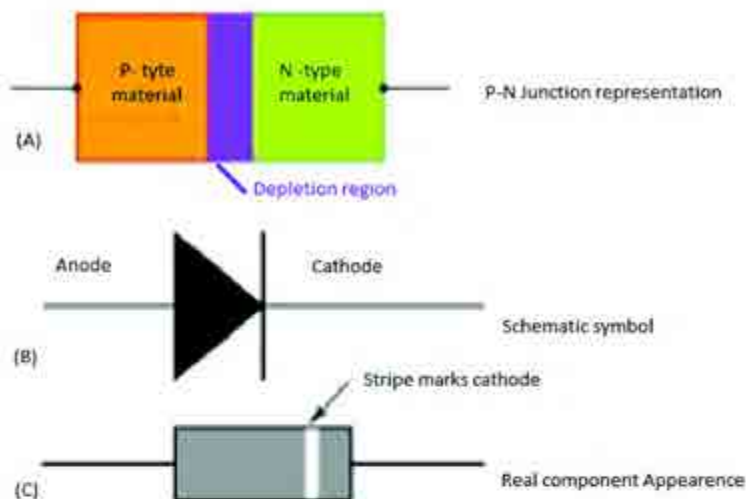 P- tyte
material
N -type
material
P-N Junction representation
(A)
Depletion region
Anode
Cathode
Schematic symbol
(B)
Stripe marks cathode
(C)
Real component Appearence